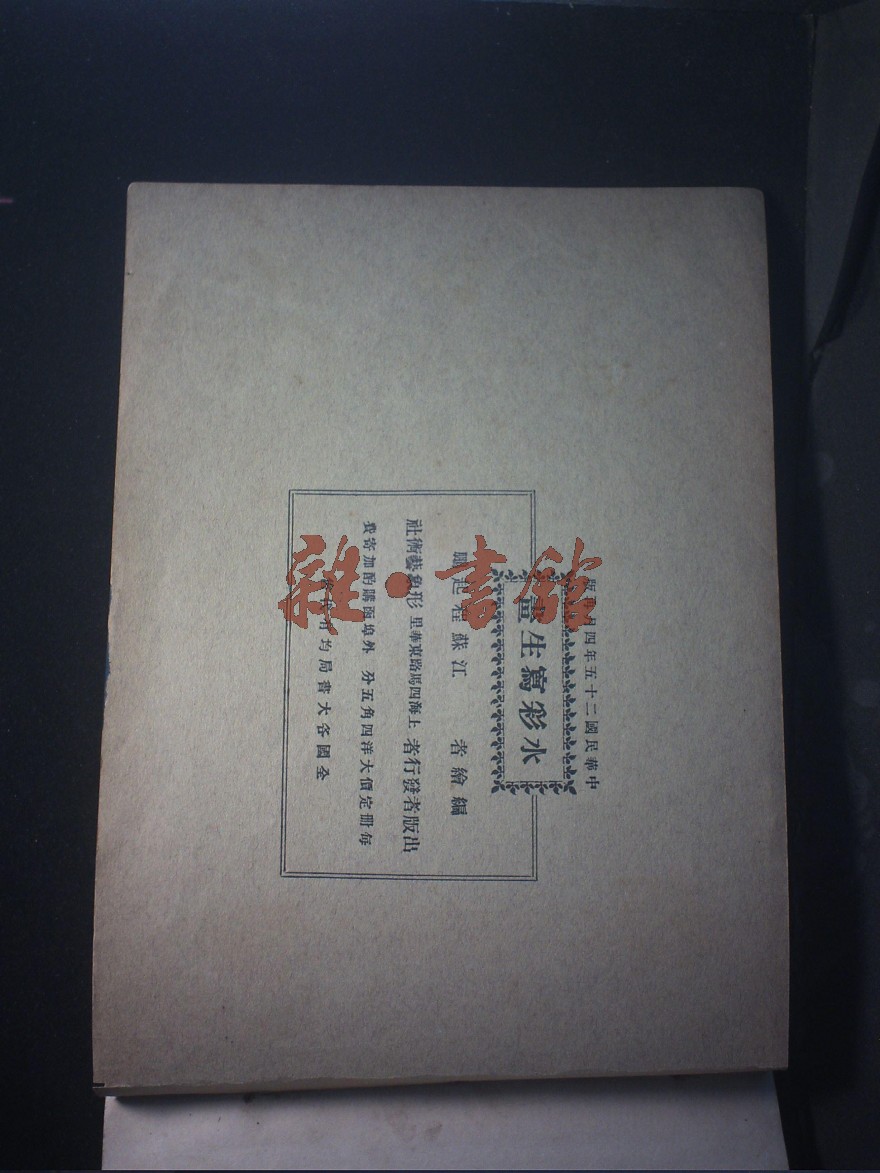 中華民國二十五年四月版
水彩寫生畫
編繪者 江蘇程起
出版者發行者 上海四馬路東華里形象藝術社
每冊定價大洋四角五分 外埠函購酌加寄費
全國各大書局均有代售
雜·書館